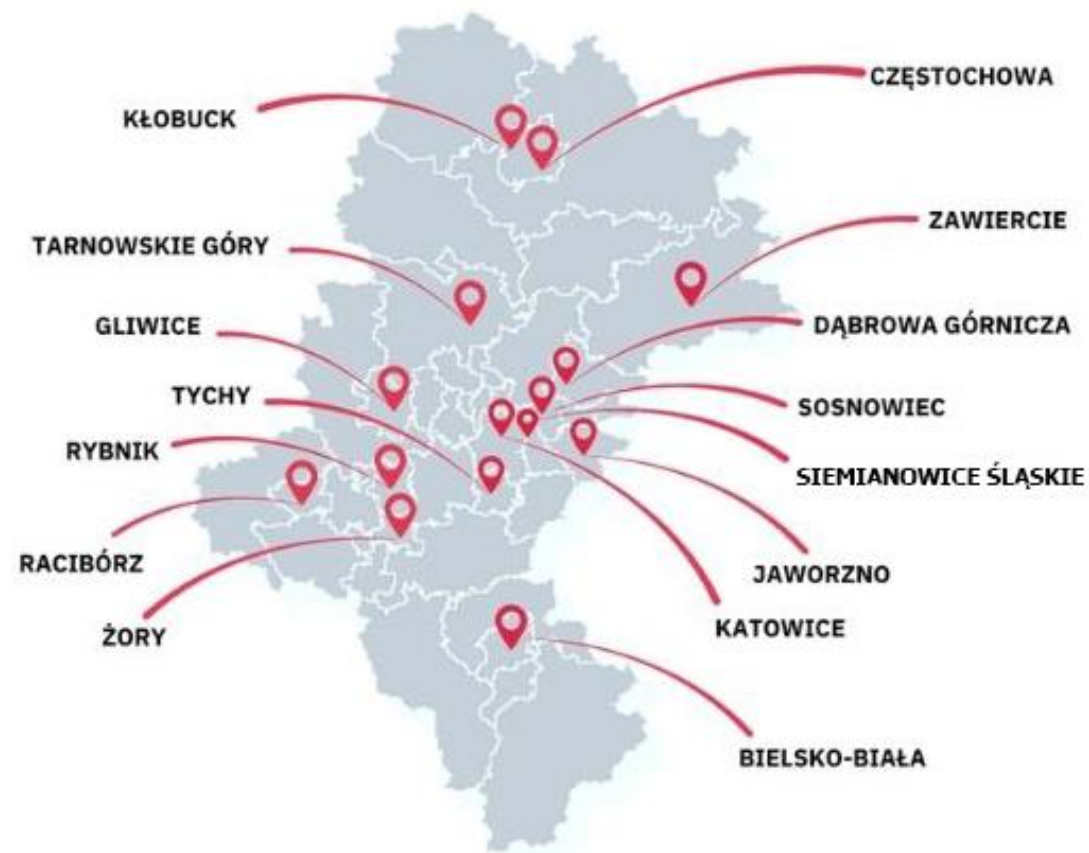 CZĘSTOCHOWA
KŁOBUCK
ZAWIERCIE
TARNOWSKIE GÓRY
GLIWICE
DĄBROWA GÓRNICZA
TYCHY
SOSNOWIEC
RYBNIK
SIEMIANOWICE ŚLĄSKIE
RACIBÓRZ
JAWORZNO
KATOWICE
ŻORY
BIELSKO-BIAŁA